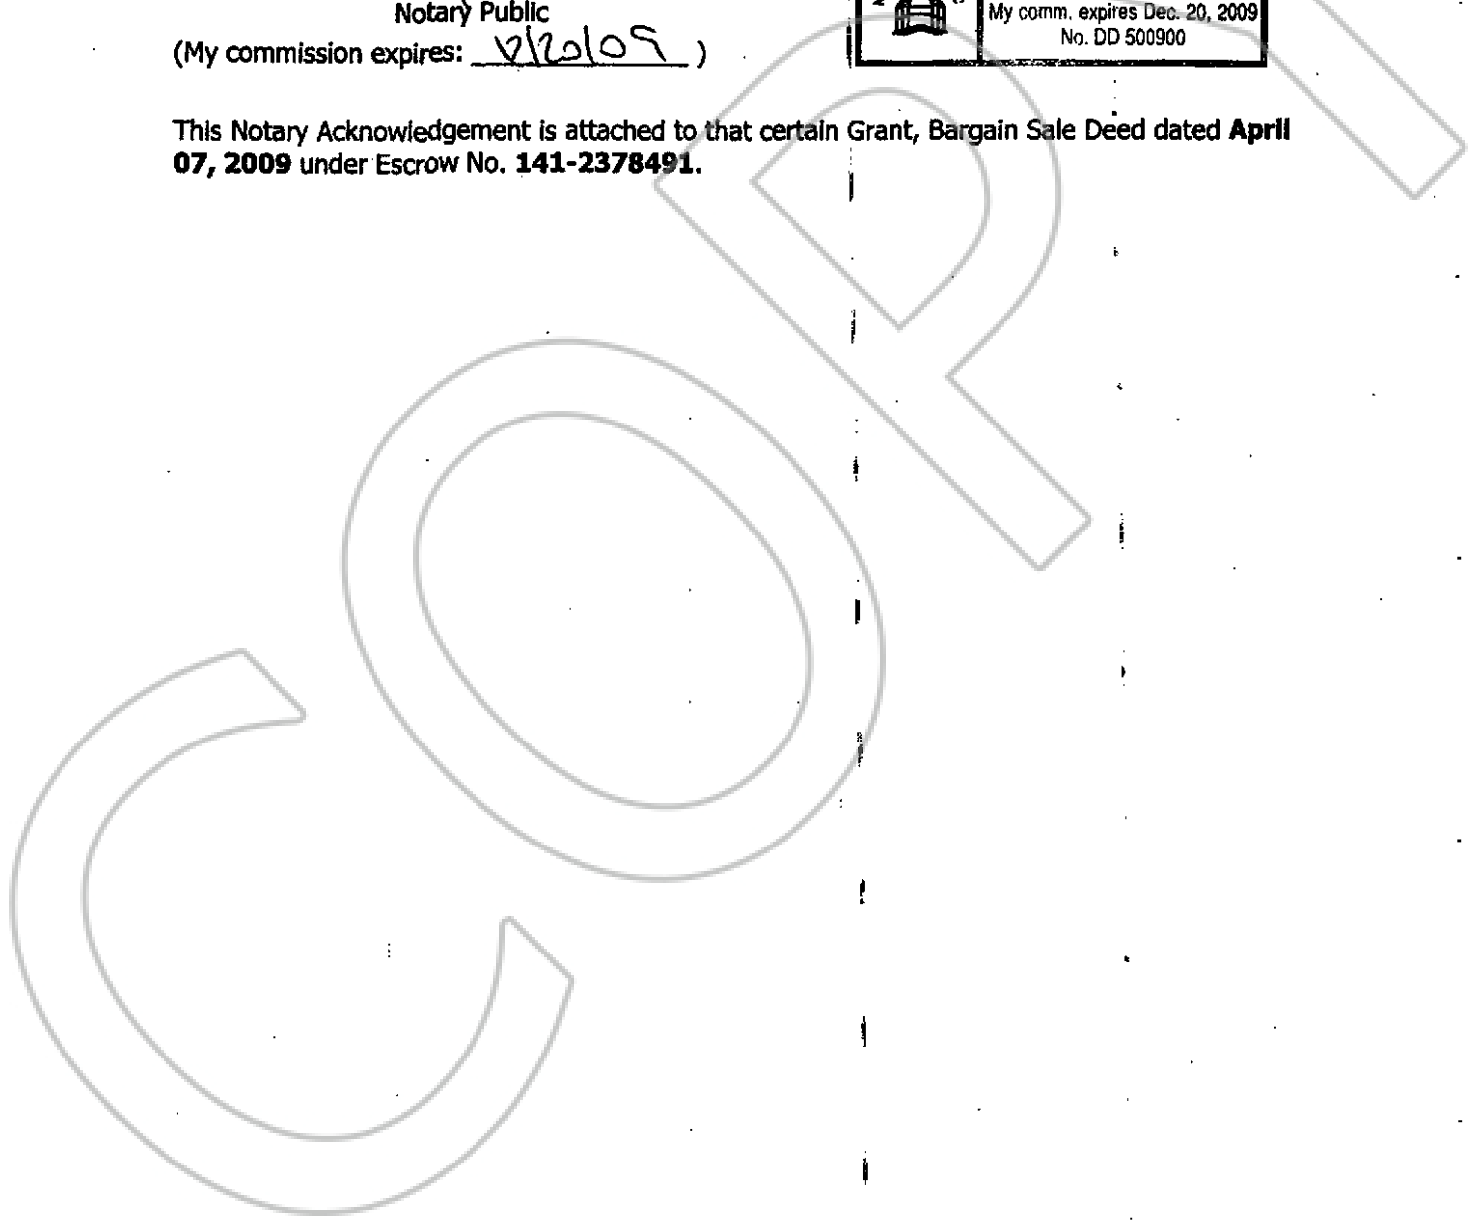 Notary Public
(My commission expires: 12/20/09 )
My comm. expires Dec. 20, 2009
No. DD 500900
This Notary Acknowledgement is attached to that certain Grant, Bargain Sale Deed dated April
07, 2009 under Escrow No. 141-2378491.
COPY